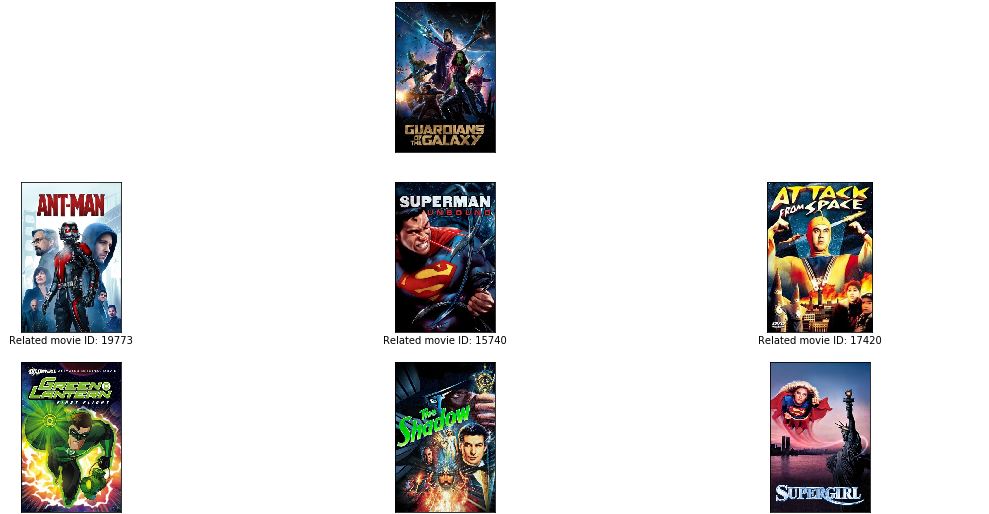 GUARDIANS
OF THE GALAXY
ANT-MAN
SUPERMAN
UNBOUND
ATTACK
FROM SPACE
DVD
Related movie ID: 19773
Related movie ID: 15740
Related movie ID: 17420
GREEN
LANTERN
FIRST FLIGHT
The
Shadow
SUPERGIRL